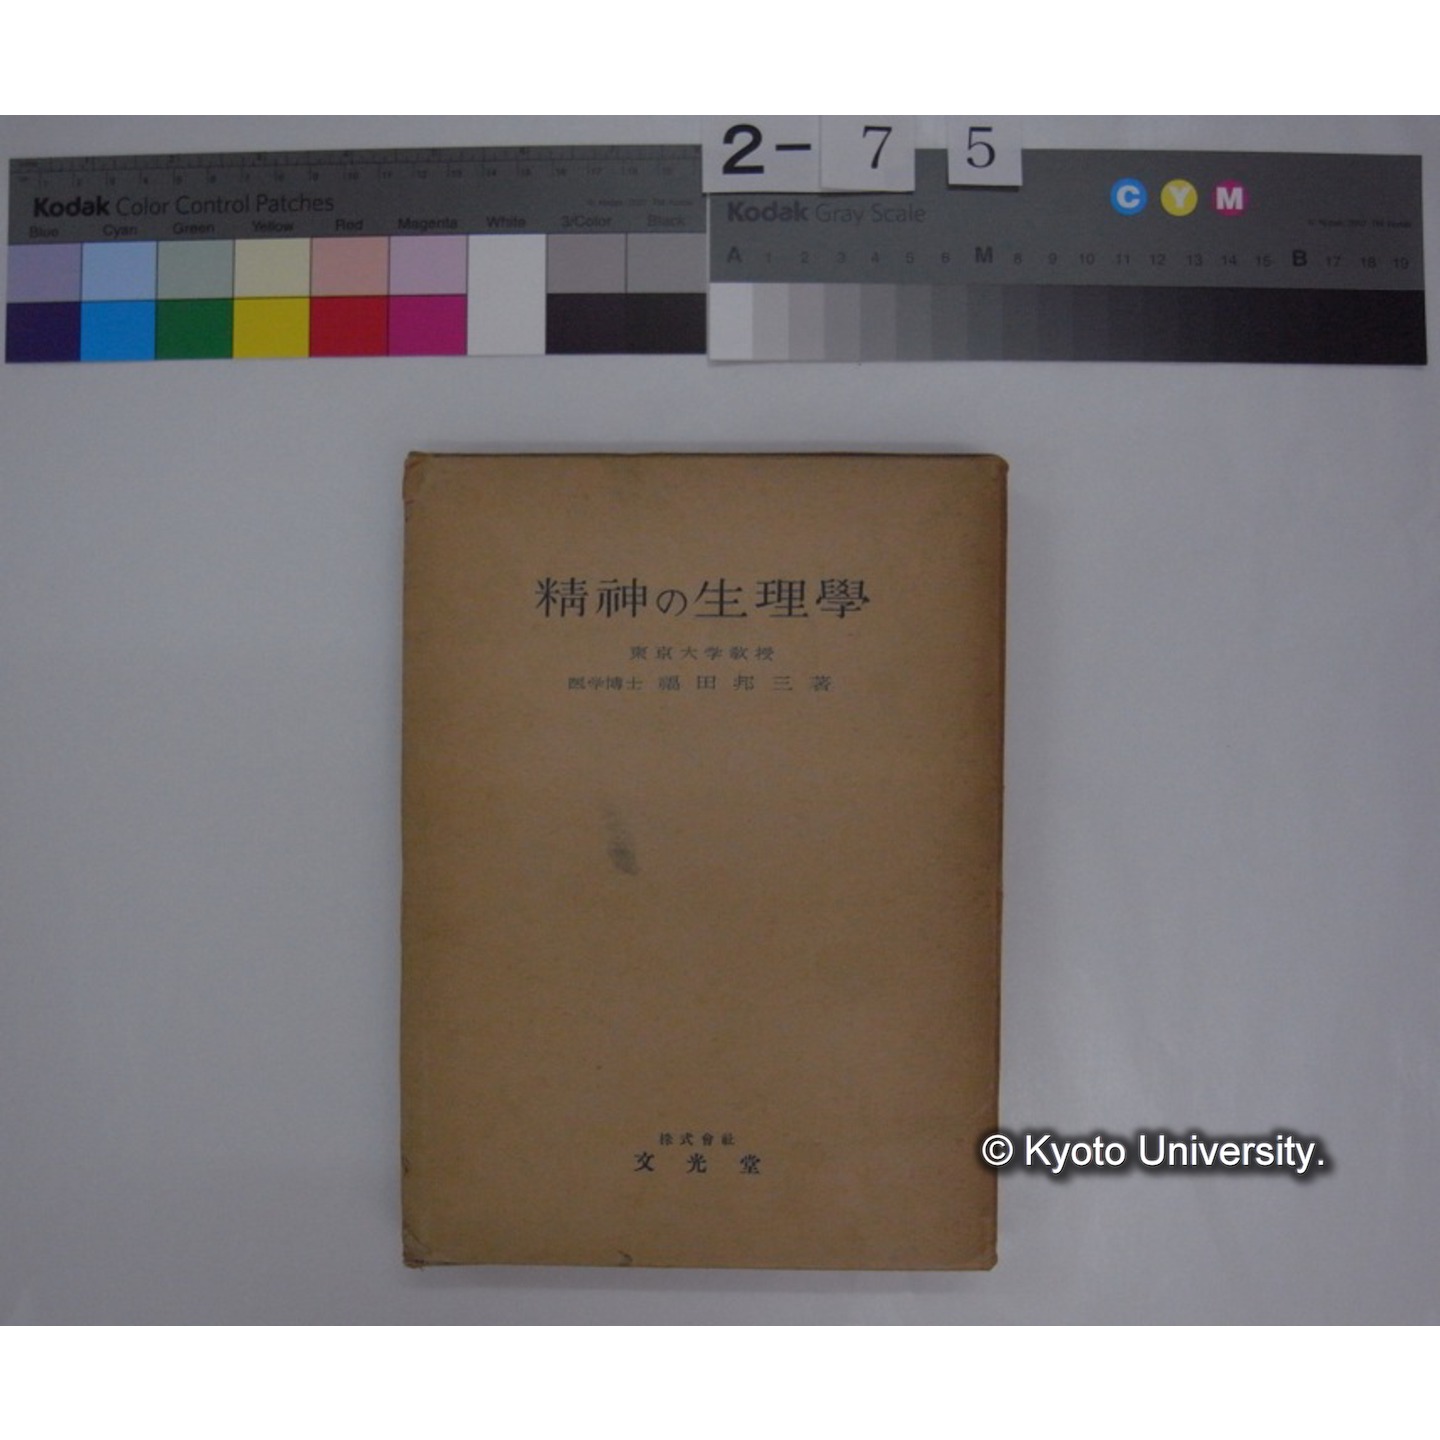 2- 7 5
Kodak Color Control Patches
Blue Cyan Green Yellow Red Magenta White 3/Color Black
Kodak Gray Scale
C Y M
A 1 2 3 4 5 6 M 8 9 10 11 12 13 14 15 B 17 18 19
精神の生理學
東京大学教授
医学博士 福田邦三著
株式會社
文光堂
© Kyoto University.